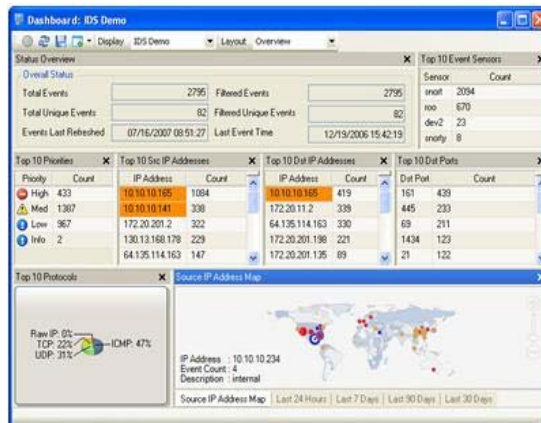 Dashboard: IDS Demo
Display IDS Demo Layout Overview
Status Overview
Overall Status
Total Events 2795 Filtered Events 2795
Total Unique Events 82 Filtered Unique Events 82
Events Last Refreshed 07/16/2007 08:51:27 Last Event Time 12/19/2006 15:42:19
Top 10 Event Sensors
Sensor Count
snort 2094
roo 670
dev2 23
snorty 8
Top 10 Priorities
Priority Count
High 433
Med 1387
Low 967
Info 2
Top 10 Src IP Addresses
IP Address Count
10.10.10.165 1084
10.10.10.141 338
172.20.201.2 322
130.13.168.178 229
64.135.114.163 147
Top 10 Dst IP Addresses
IP Address Count
10.10.10.165 419
172.20.11.2 339
64.135.114.163 330
172.20.201.198 221
172.20.201.135 89
Top 10 Dst Ports
Dst Port Count
161 439
445 233
69 211
1434 123
21 122
Top 10 Protocols
Raw IP: 0%
TCP: 22%
UDP: 31%
ICMP: 47%
Source IP Address Map
IP Address : 10.10.10.234
Event Count : 4
Description : internal
Source IP Address Map Last 24 Hours Last 7 Days Last 90 Days Last 30 Days